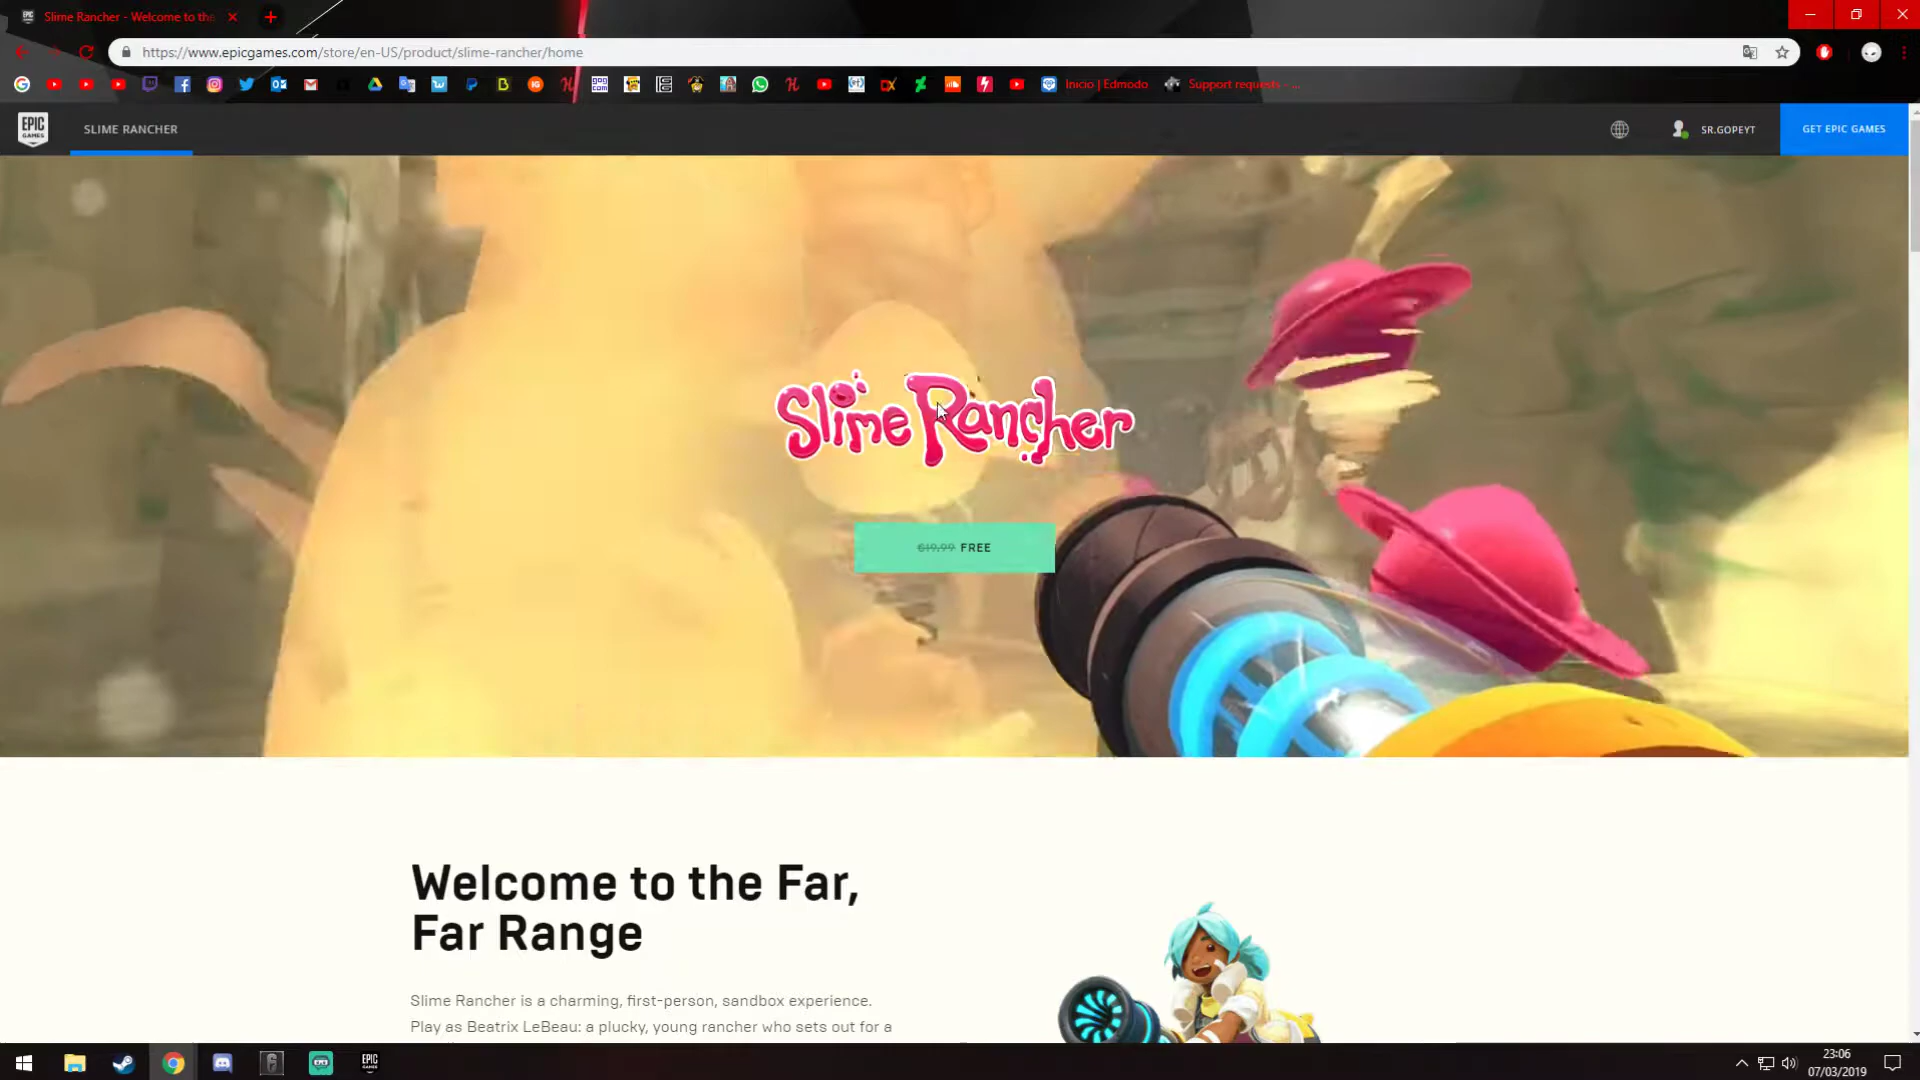 Slime Rancher - Welcome to the
https://www.epicgames.com/store/en-US/product/slime-rancher/home
Inicio | Edmodo
Support requests - ...
EPIC GAMES
SLIME RANCHER
SR.GOPEYT
GET EPIC GAMES
Slime Rancher
€19.99 FREE
Welcome to the Far,
Far Range
Slime Rancher is a charming, first-person, sandbox experience.
Play as Beatrix LeBeau: a plucky, young rancher who sets out for a
23:06
07/03/2019